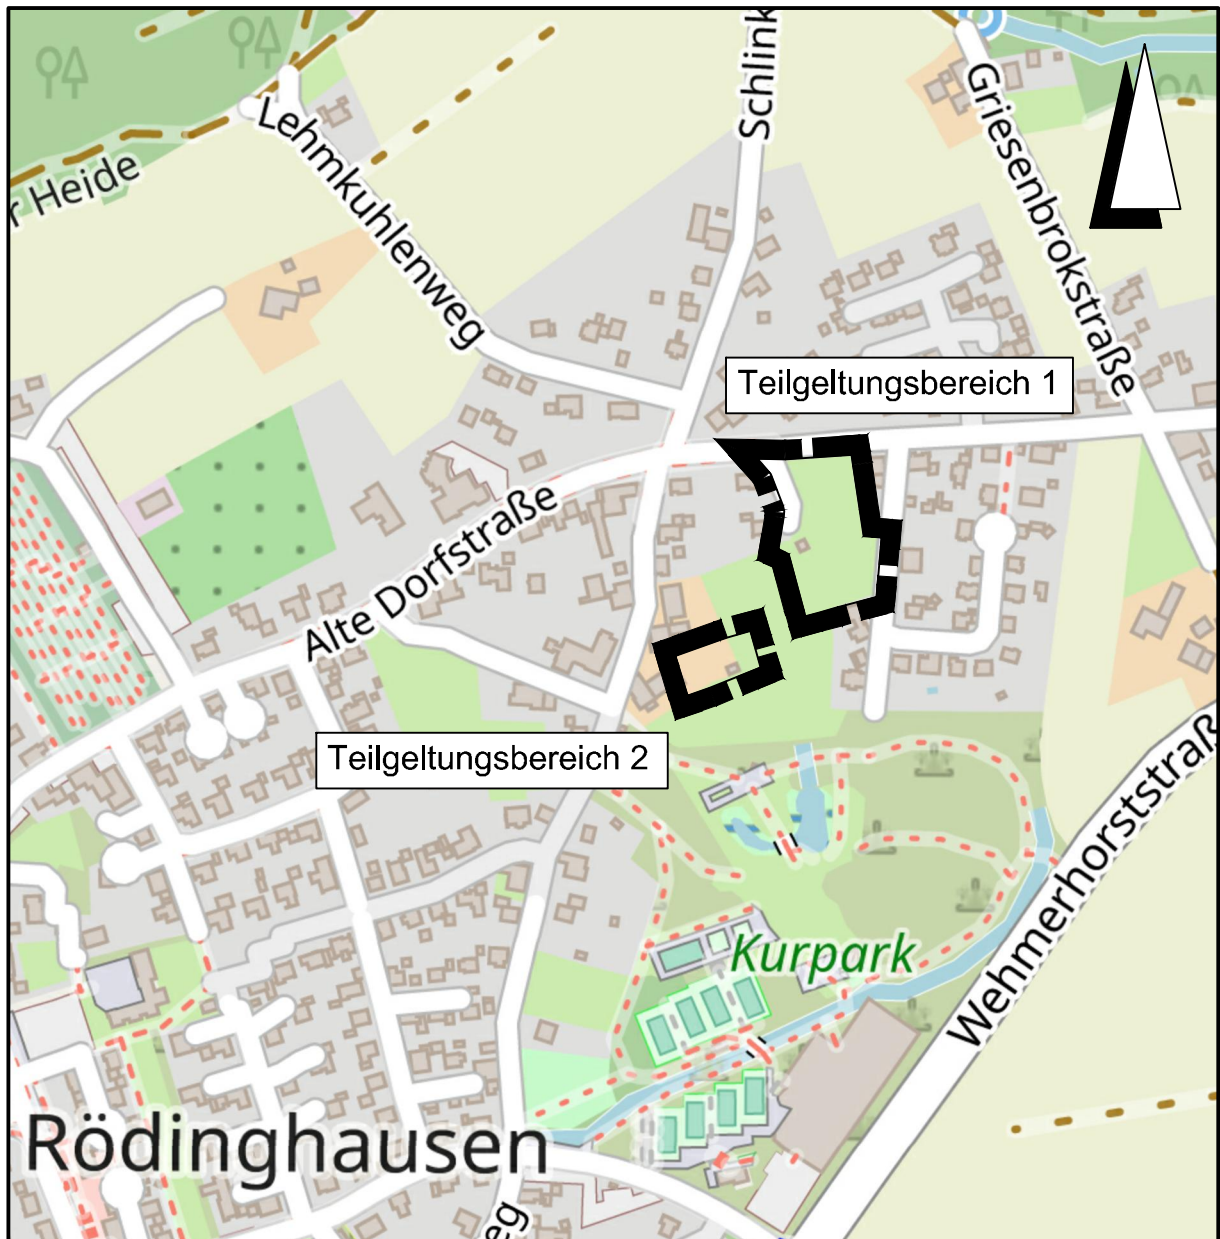 Schlink
Griesenbrokstraße
Lehmkuhlenweg
r Heide
Teilgeltungsbereich 1
Alte Dorfstraße
Teilgeltungsbereich 2
Wehmerhorststraß
Kurpark
Rödinghausen
eg